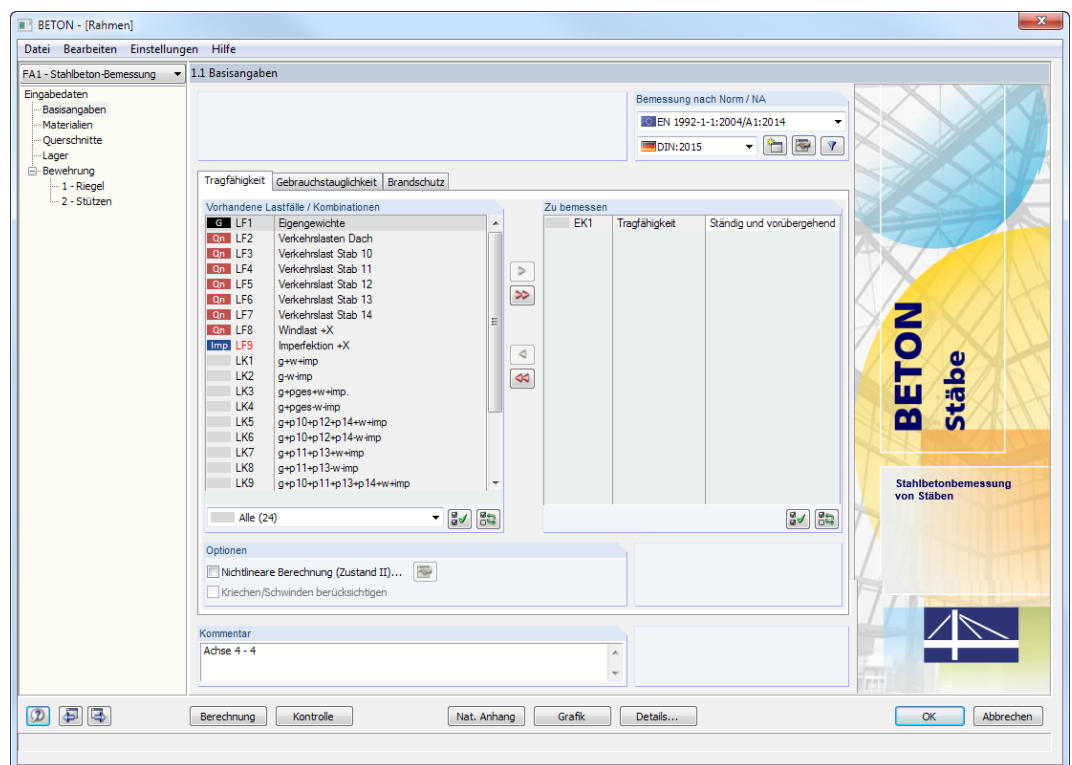 BETON - [Rahmen]
x
Datei Bearbeiten Einstellungen Hilfe
FA1 - Stahlbeton-Bemessung
1.1 Basisangaben
Eingabedaten
Basisangaben
Materialien
Querschnitte
Lager
Bewehrung
1 - Riegel
2 - Stützen
Bemessung nach Norm / NA
EN 1992-1-1:2004/A1:2014
DIN:2015
Tragfähigkeit Gebrauchstauglichkeit Brandschutz
Vorhandene Lastfälle / Kombinationen
G LF1 Eigengewichte
Qn LF2 Verkehrslasten Dach
Qn LF3 Verkehrslast Stab 10
Qn LF4 Verkehrslast Stab 11
Qn LF5 Verkehrslast Stab 12
Qn LF6 Verkehrslast Stab 13
Qn LF7 Verkehrslast Stab 14
Qn LF8 Windlast +X
Imp LF9 Imperfektion +X
LK1 g+w+imp
LK2 g-w-imp
LK3 g+pges+w+imp.
LK4 g+pges-w-imp
LK5 g+p10+p12+p14+w+imp
LK6 g+p10+p12+p14-w-imp
LK7 g+p11+p13+w+imp
LK8 g+p11+p13-w-imp
LK9 g+p10+p11+p13+p14+w+imp
Alle (24)
>
>>
<
<<
Zu bemessen
EK1 Tragfähigkeit Ständig und vorübergehend
Optionen
Nichtlineare Berechnung (Zustand II)...
Kriechen/Schwinden berücksichtigen
Kommentar
Achse 4 - 4
BETON
Stäbe
Stahlbetonbemessung
von Stäben
Berechnung Kontrolle Nat. Anhang Grafik Details... OK Abbrechen